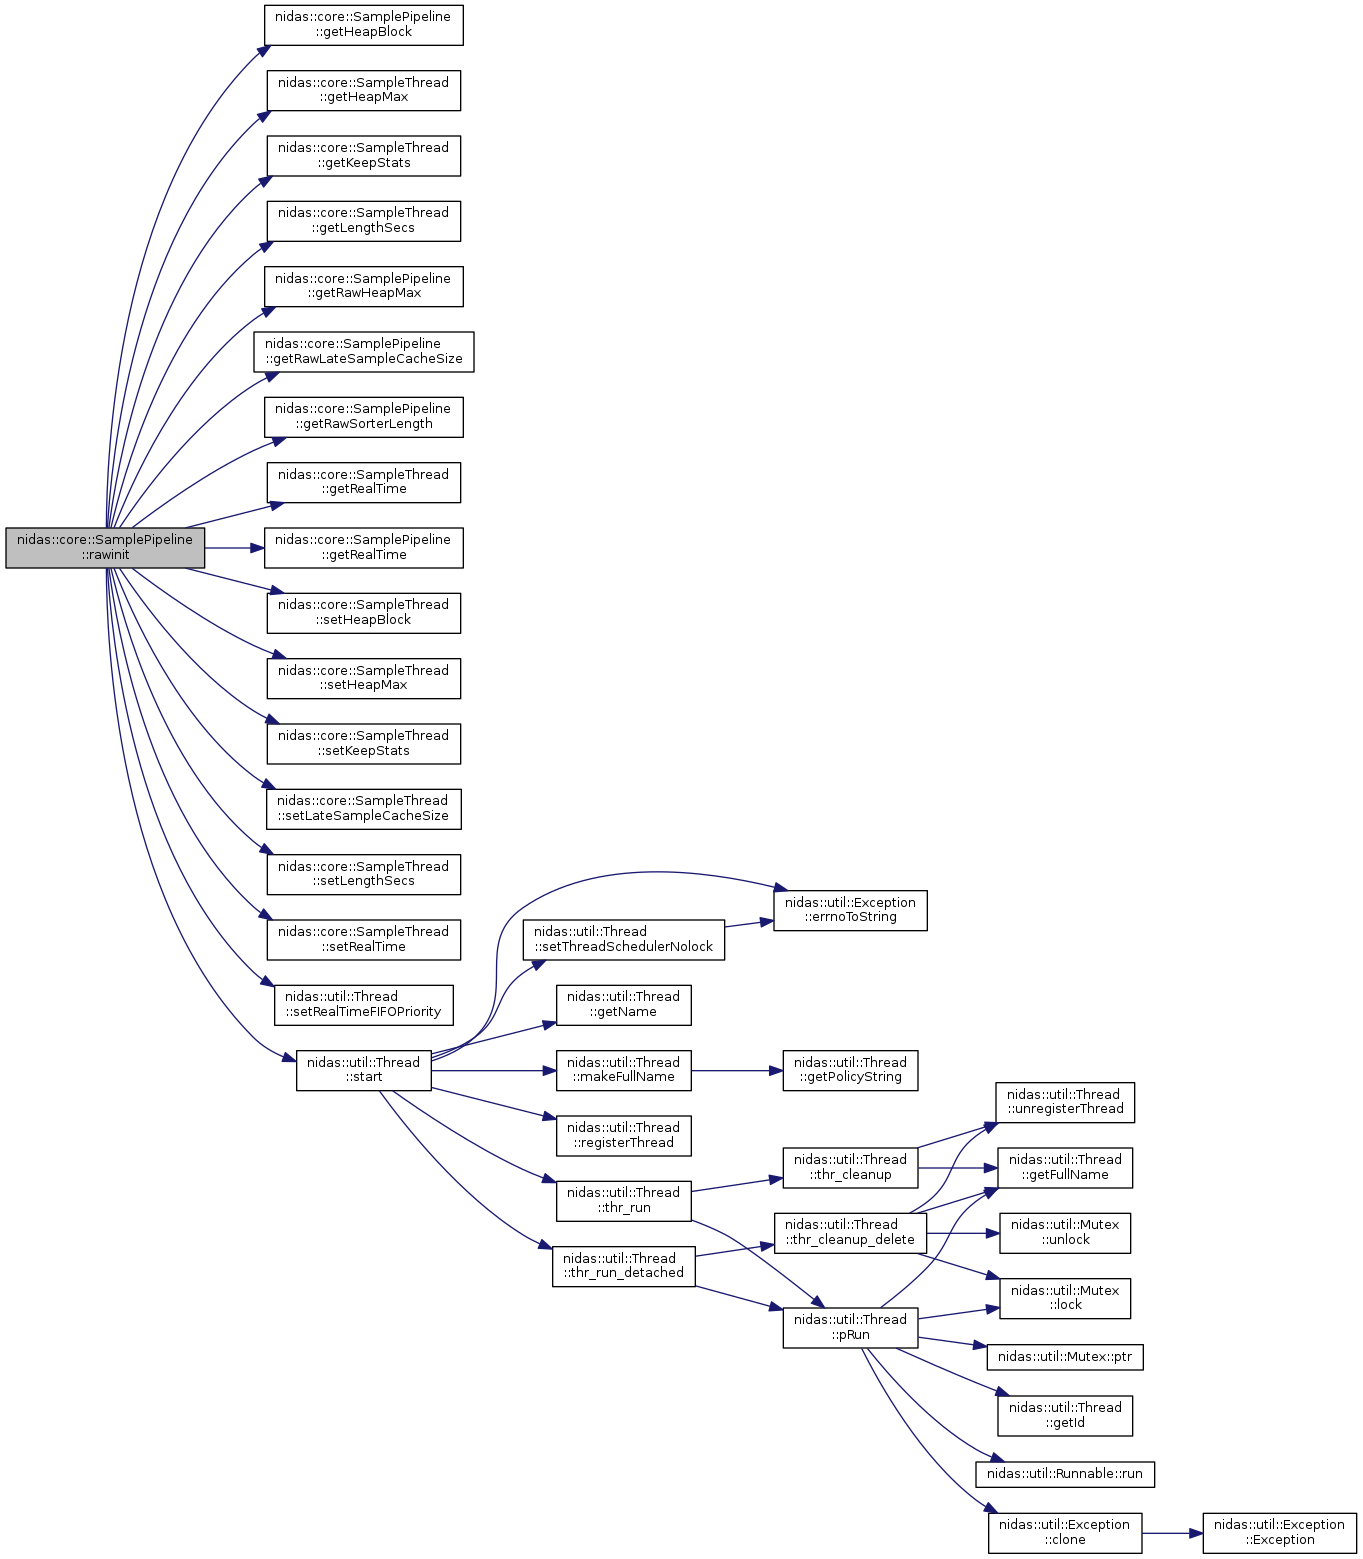 nidas::core::SamplePipeline
::getHeapBlock
nidas::core::SampleThread
::getHeapMax
nidas::core::SampleThread
::getKeepStats
nidas::core::SampleThread
::getLengthSecs
nidas::core::SamplePipeline
::getRawHeapMax
nidas::core::SamplePipeline
::getRawLateSampleCacheSize
nidas::core::SamplePipeline
::getRawSorterLength
nidas::core::SampleThread
::getRealTime
nidas::core::SamplePipeline
::rawinit
nidas::core::SamplePipeline
::getRealTime
nidas::core::SampleThread
::setHeapBlock
nidas::core::SampleThread
::setHeapMax
nidas::core::SampleThread
::setKeepStats
nidas::core::SampleThread
::setLateSampleCacheSize
nidas::core::SampleThread
::setLengthSecs
nidas::core::SampleThread
::setRealTime
nidas::util::Thread
::setRealTimeFIFOPriority
nidas::util::Thread
::start
nidas::util::Exception
::errnoToString
nidas::util::Thread
::setThreadSchedulerNolock
nidas::util::Thread
::getName
nidas::util::Thread
::makeFullName
nidas::util::Thread
::getPolicyString
nidas::util::Thread
::registerThread
nidas::util::Thread
::thr_run
nidas::util::Thread
::thr_run_detached
nidas::util::Thread
::thr_cleanup
nidas::util::Thread
::thr_cleanup_delete
nidas::util::Thread
::pRun
nidas::util::Thread
::unregisterThread
nidas::util::Thread
::getFullName
nidas::util::Mutex
::unlock
nidas::util::Mutex
::lock
nidas::util::Mutex::ptr
nidas::util::Thread
::getId
nidas::util::Runnable::run
nidas::util::Exception
::clone
nidas::util::Exception
::Exception